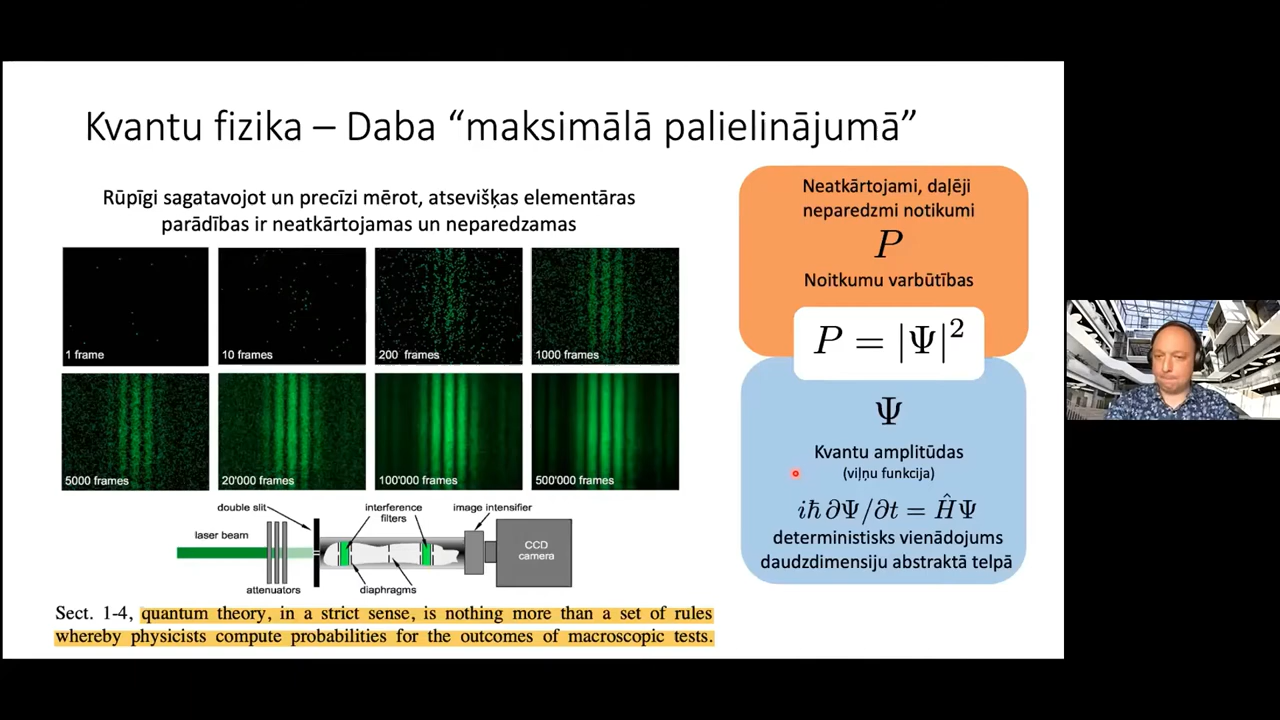 Kvantu fizika – Daba “maksimālā palielinājumā”
Rūpīgi sagatavojot un precīzi mērot, atsevišķas elementāras
parādības ir neatkārtojamas un neparedzamas
1 frame
10 frames
200 frames
1000 frames
5000 frames
20'000 frames
100'000 frames
500'000 frames
double slit
interference
filters
image intensifier
laser beam
CCD
camera
attenuators
diaphragms
Sect. 1-4, quantum theory, in a strict sense, is nothing more than a set of rules
whereby physicists compute probabilities for the outcomes of macroscopic tests.
Neatkārtojami, daļēji
neparedzmi notikumi
P
Noitkumu varbūtības
P = |Ψ|²
Ψ
Kvantu amplitūdas
(viļņu funkcija)
iħ ∂Ψ/∂t = ĤΨ
deterministisks vienādojums
daudzdimensiju abstraktā telpā